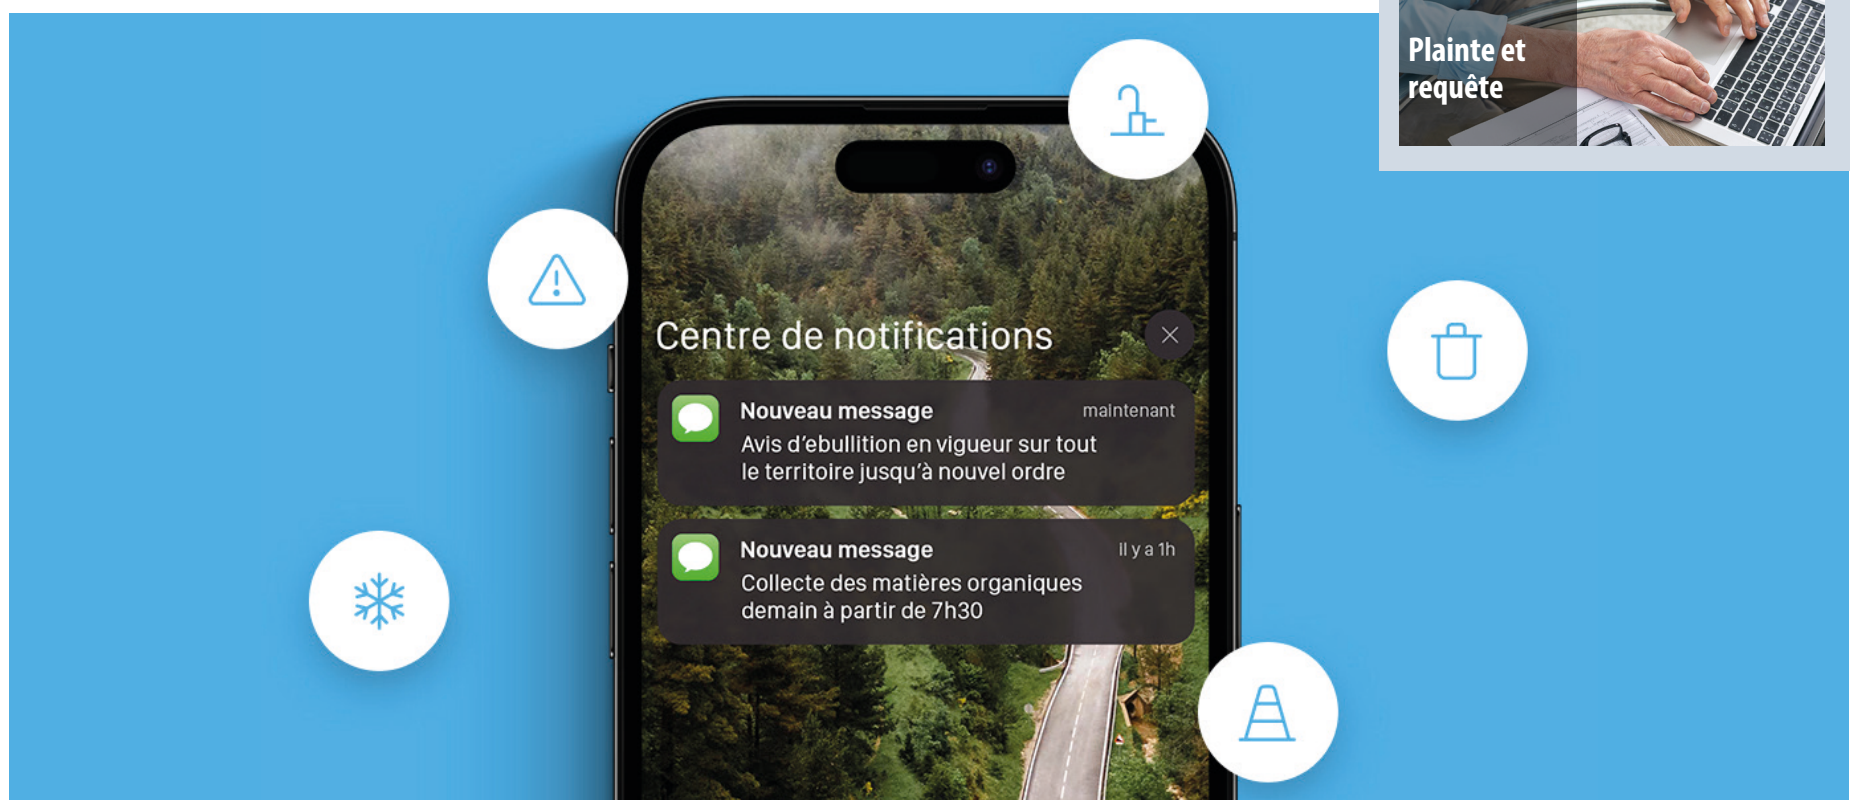 Plainte et
requête
Centre de notifications
Nouveau message
maintenant
Avis d’ebullition en vigueur sur tout
le territoire jusqu’à nouvel ordre
Nouveau message
il y a 1h
Collecte des matières organiques
demain à partir de 7h30